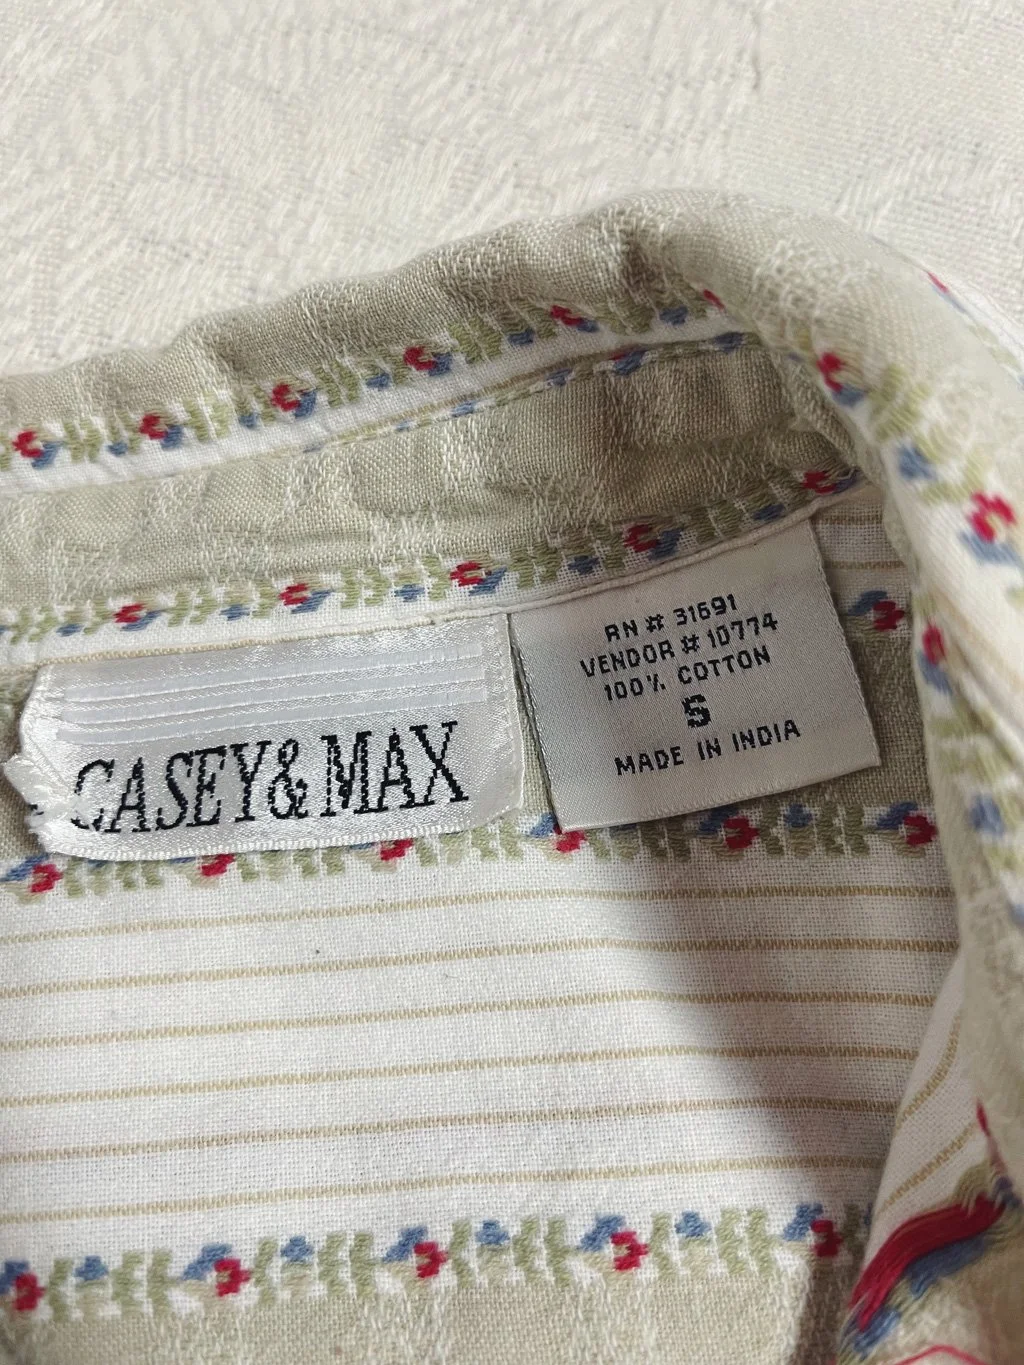 CASEY&MAX
RN # 31691
VENDOR # 10774
100% COTTON
S
MADE IN INDIA